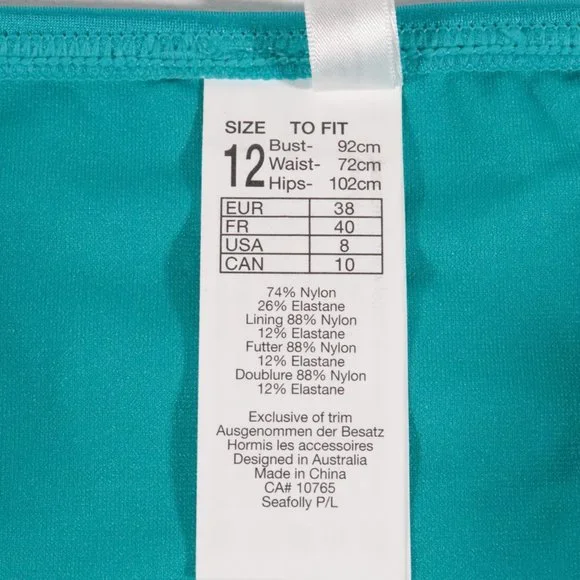 SIZE TO FIT
12 Bust- 92cm
Waist- 72cm
Hips- 102cm
EUR 38
FR 40
USA 8
CAN 10
74% Nylon
26% Elastane
Lining 88% Nylon
12% Elastane
Futter 88% Nylon
12% Elastane
Doublure 88% Nylon
12% Elastane
Exclusive of trim
Ausgenommen der Besatz
Hormis les accessoires
Designed in Australia
Made in China
CA# 10765
Seafolly P/L